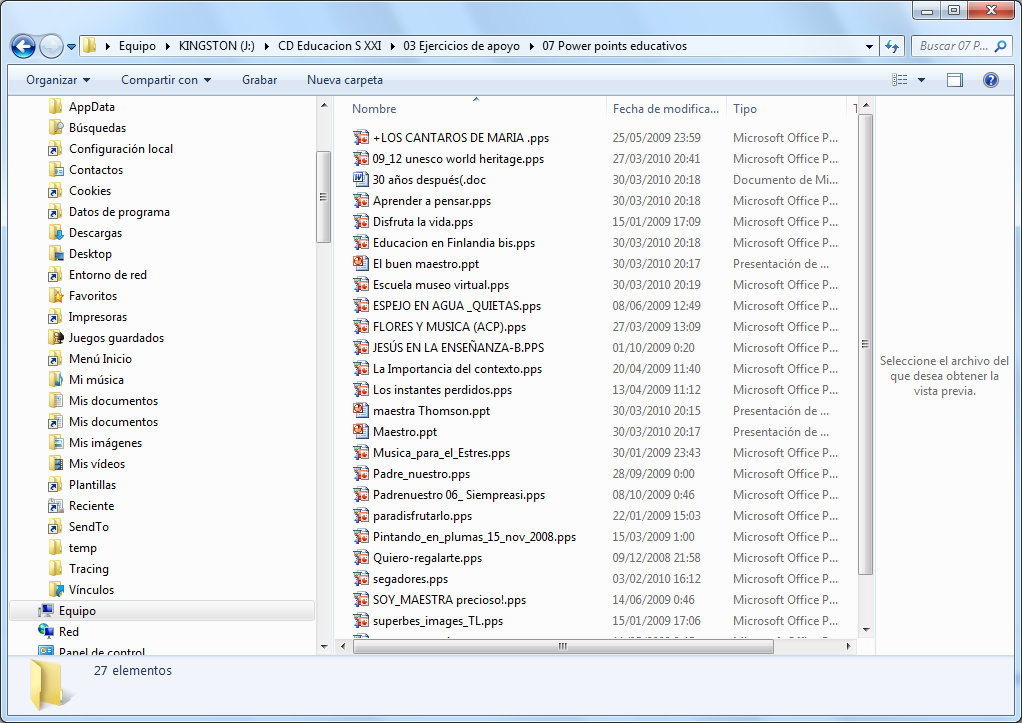 Equipo KINGSTON (J:) CD Educacion S XXI 03 Ejercicios de apoyo 07 Power points educativos Buscar 07 P...
Organizar Compartir con Grabar Nueva carpeta
AppData
Búsquedas
Configuración local
Contactos
Cookies
Datos de programa
Descargas
Desktop
Entorno de red
Favoritos
Impresoras
Juegos guardados
Menú Inicio
Mi música
Mis documentos
Mis documentos
Mis imágenes
Mis vídeos
Plantillas
Reciente
SendTo
temp
Tracing
Vínculos
Equipo
Red
Panel de control
Nombre Fecha de modifica... Tipo T
+LOS CANTAROS DE MARIA .pps 25/05/2009 23:59 Microsoft Office P...
09_12 unesco world heritage.pps 27/03/2010 20:41 Microsoft Office P...
30 años después(.doc 30/03/2010 20:18 Documento de Mi...
Aprender a pensar.pps 30/03/2010 20:18 Microsoft Office P...
Disfruta la vida.pps 15/01/2009 17:09 Microsoft Office P...
Educacion en Finlandia bis.pps 30/03/2010 20:18 Microsoft Office P...
El buen maestro.ppt 30/03/2010 20:17 Presentación de ...
Escuela museo virtual.pps 30/03/2010 20:19 Microsoft Office P...
ESPEJO EN AGUA _QUIETAS.pps 08/06/2009 12:49 Microsoft Office P...
FLORES Y MUSICA (ACP).pps 27/03/2009 13:09 Microsoft Office P...
JESÚS EN LA ENSEÑANZA-B.PPS 01/10/2009 0:20 Microsoft Office P...
La Importancia del contexto.pps 20/04/2009 11:40 Microsoft Office P...
Los instantes perdidos.pps 13/04/2009 11:12 Microsoft Office P...
maestra Thomson.ppt 30/03/2010 20:15 Presentación de ...
Maestro.ppt 30/03/2010 20:17 Presentación de ...
Musica_para_el_Estres.pps 30/01/2009 23:43 Microsoft Office P...
Padre_nuestro.pps 28/09/2009 0:00 Microsoft Office P...
Padrenuestro 06_ Siempreasi.pps 08/10/2009 0:46 Microsoft Office P...
paradisfrutarlo.pps 22/01/2009 15:03 Microsoft Office P...
Pintando_en_plumas_15_nov_2008.pps 15/03/2009 1:00 Microsoft Office P...
Quiero-regalarte.pps 09/12/2008 21:58 Microsoft Office P...
segadores.pps 03/02/2010 16:12 Microsoft Office P...
SOY_MAESTRA precioso!.pps 14/06/2009 0:46 Microsoft Office P...
superbes_images_TL.pps 15/01/2009 17:06 Microsoft Office P...
Seleccione el archivo del
que desea obtener la
vista previa.
27 elementos